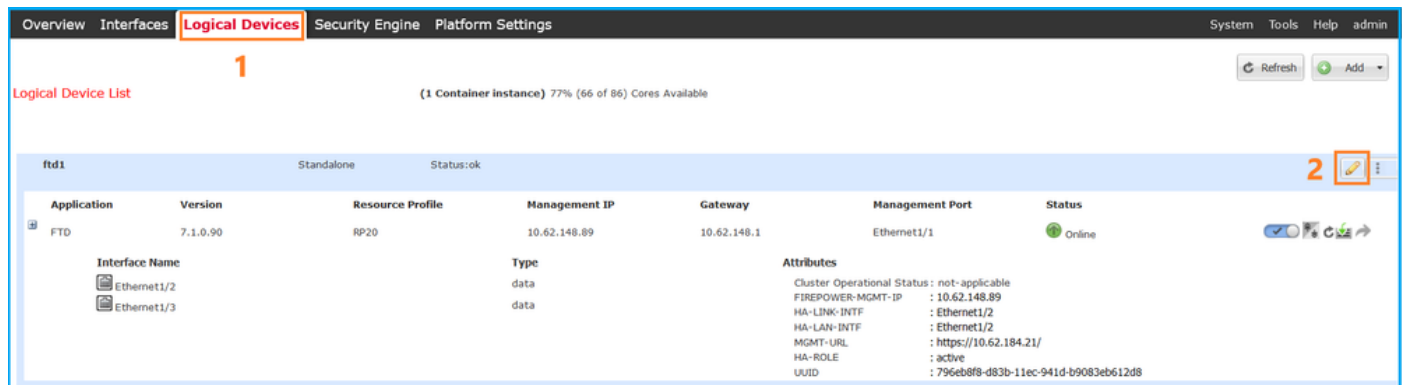 Overview Interfaces Logical Devices Security Engine Platform Settings System Tools Help admin
1
Refresh Add
Logical Device List (1 Container instance) 77% (66 of 86) Cores Available
ftd1 Standalone Status:ok 2
Application Version Resource Profile Management IP Gateway Management Port Status
FTD 7.1.0.90 RP20 10.62.148.89 10.62.148.1 Ethernet1/1 Online
Interface Name Type Attributes
Ethernet1/2 data Cluster Operational Status : not-applicable
Ethernet1/3 data FIREPOWER-MGMT-IP : 10.62.148.89
HA-LINK-INTF : Ethernet1/2
HA-LAN-INTF : Ethernet1/2
MGMT-URL : https://10.62.184.21/
HA-ROLE : active
UUID : 796eb8f8-d83b-11ec-941d-b9083eb612d8